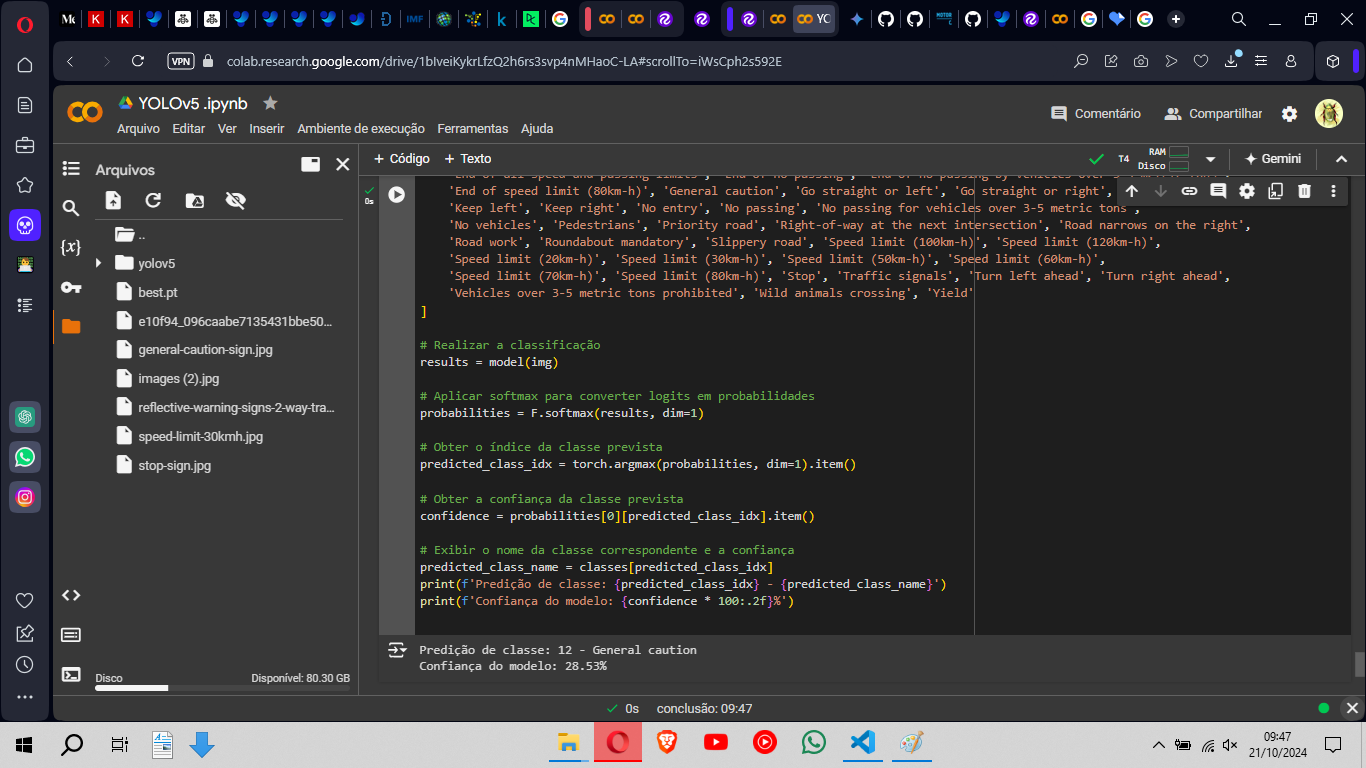 YC
VPN
colab.research.google.com/drive/1bIveiKykrLfzQ2h6rs3svp4nMHaoC-LA#scrollTo=iWsCph2s592E
YOLOv5 .ipynb
Comentário
Compartilhar
Arquivo Editar Ver Inserir Ambiente de execução Ferramentas Ajuda
Arquivos
+ Código + Texto
T4
RAM
Disco
Gemini
..
yolov5
best.pt
e10f94_096caabe7135431bbe50...
general-caution-sign.jpg
images (2).jpg
reflective-warning-signs-2-way-tra...
speed-limit-30kmh.jpg
stop-sign.jpg
{x}
Disco
Disponível: 80.30 GB
0s
'End of speed limit (80km-h)', 'General caution', 'Go straight or left', 'Go straight or right',
'Keep left', 'Keep right', 'No entry', 'No passing', 'No passing for vehicles over 3-5 metric tons',
'No vehicles', 'Pedestrians', 'Priority road', 'Right-of-way at the next intersection', 'Road narrows on the right',
'Road work', 'Roundabout mandatory', 'Slippery road', 'Speed limit (100km-h)', 'Speed limit (120km-h)',
'Speed limit (20km-h)', 'Speed limit (30km-h)', 'Speed limit (50km-h)', 'Speed limit (60km-h)',
'Speed limit (70km-h)', 'Speed limit (80km-h)', 'Stop', 'Traffic signals', 'Turn left ahead', 'Turn right ahead',
'Vehicles over 3-5 metric tons prohibited', 'Wild animals crossing', 'Yield'
]
# Realizar a classificação
results = model(img)
# Aplicar softmax para converter logits em probabilidades
probabilities = F.softmax(results, dim=1)
# Obter o índice da classe prevista
predicted_class_idx = torch.argmax(probabilities, dim=1).item()
# Obter a confiança da classe prevista
confidence = probabilities[0][predicted_class_idx].item()
# Exibir o nome da classe correspondente e a confiança
predicted_class_name = classes[predicted_class_idx]
print(f'Predição de classe: {predicted_class_idx} - {predicted_class_name}')
print(f'Confiança do modelo: {confidence * 100:.2f}%')
Predição de classe: 12 - General caution
Confiança do modelo: 28.53%
0s conclusão: 09:47
09:47
21/10/2024